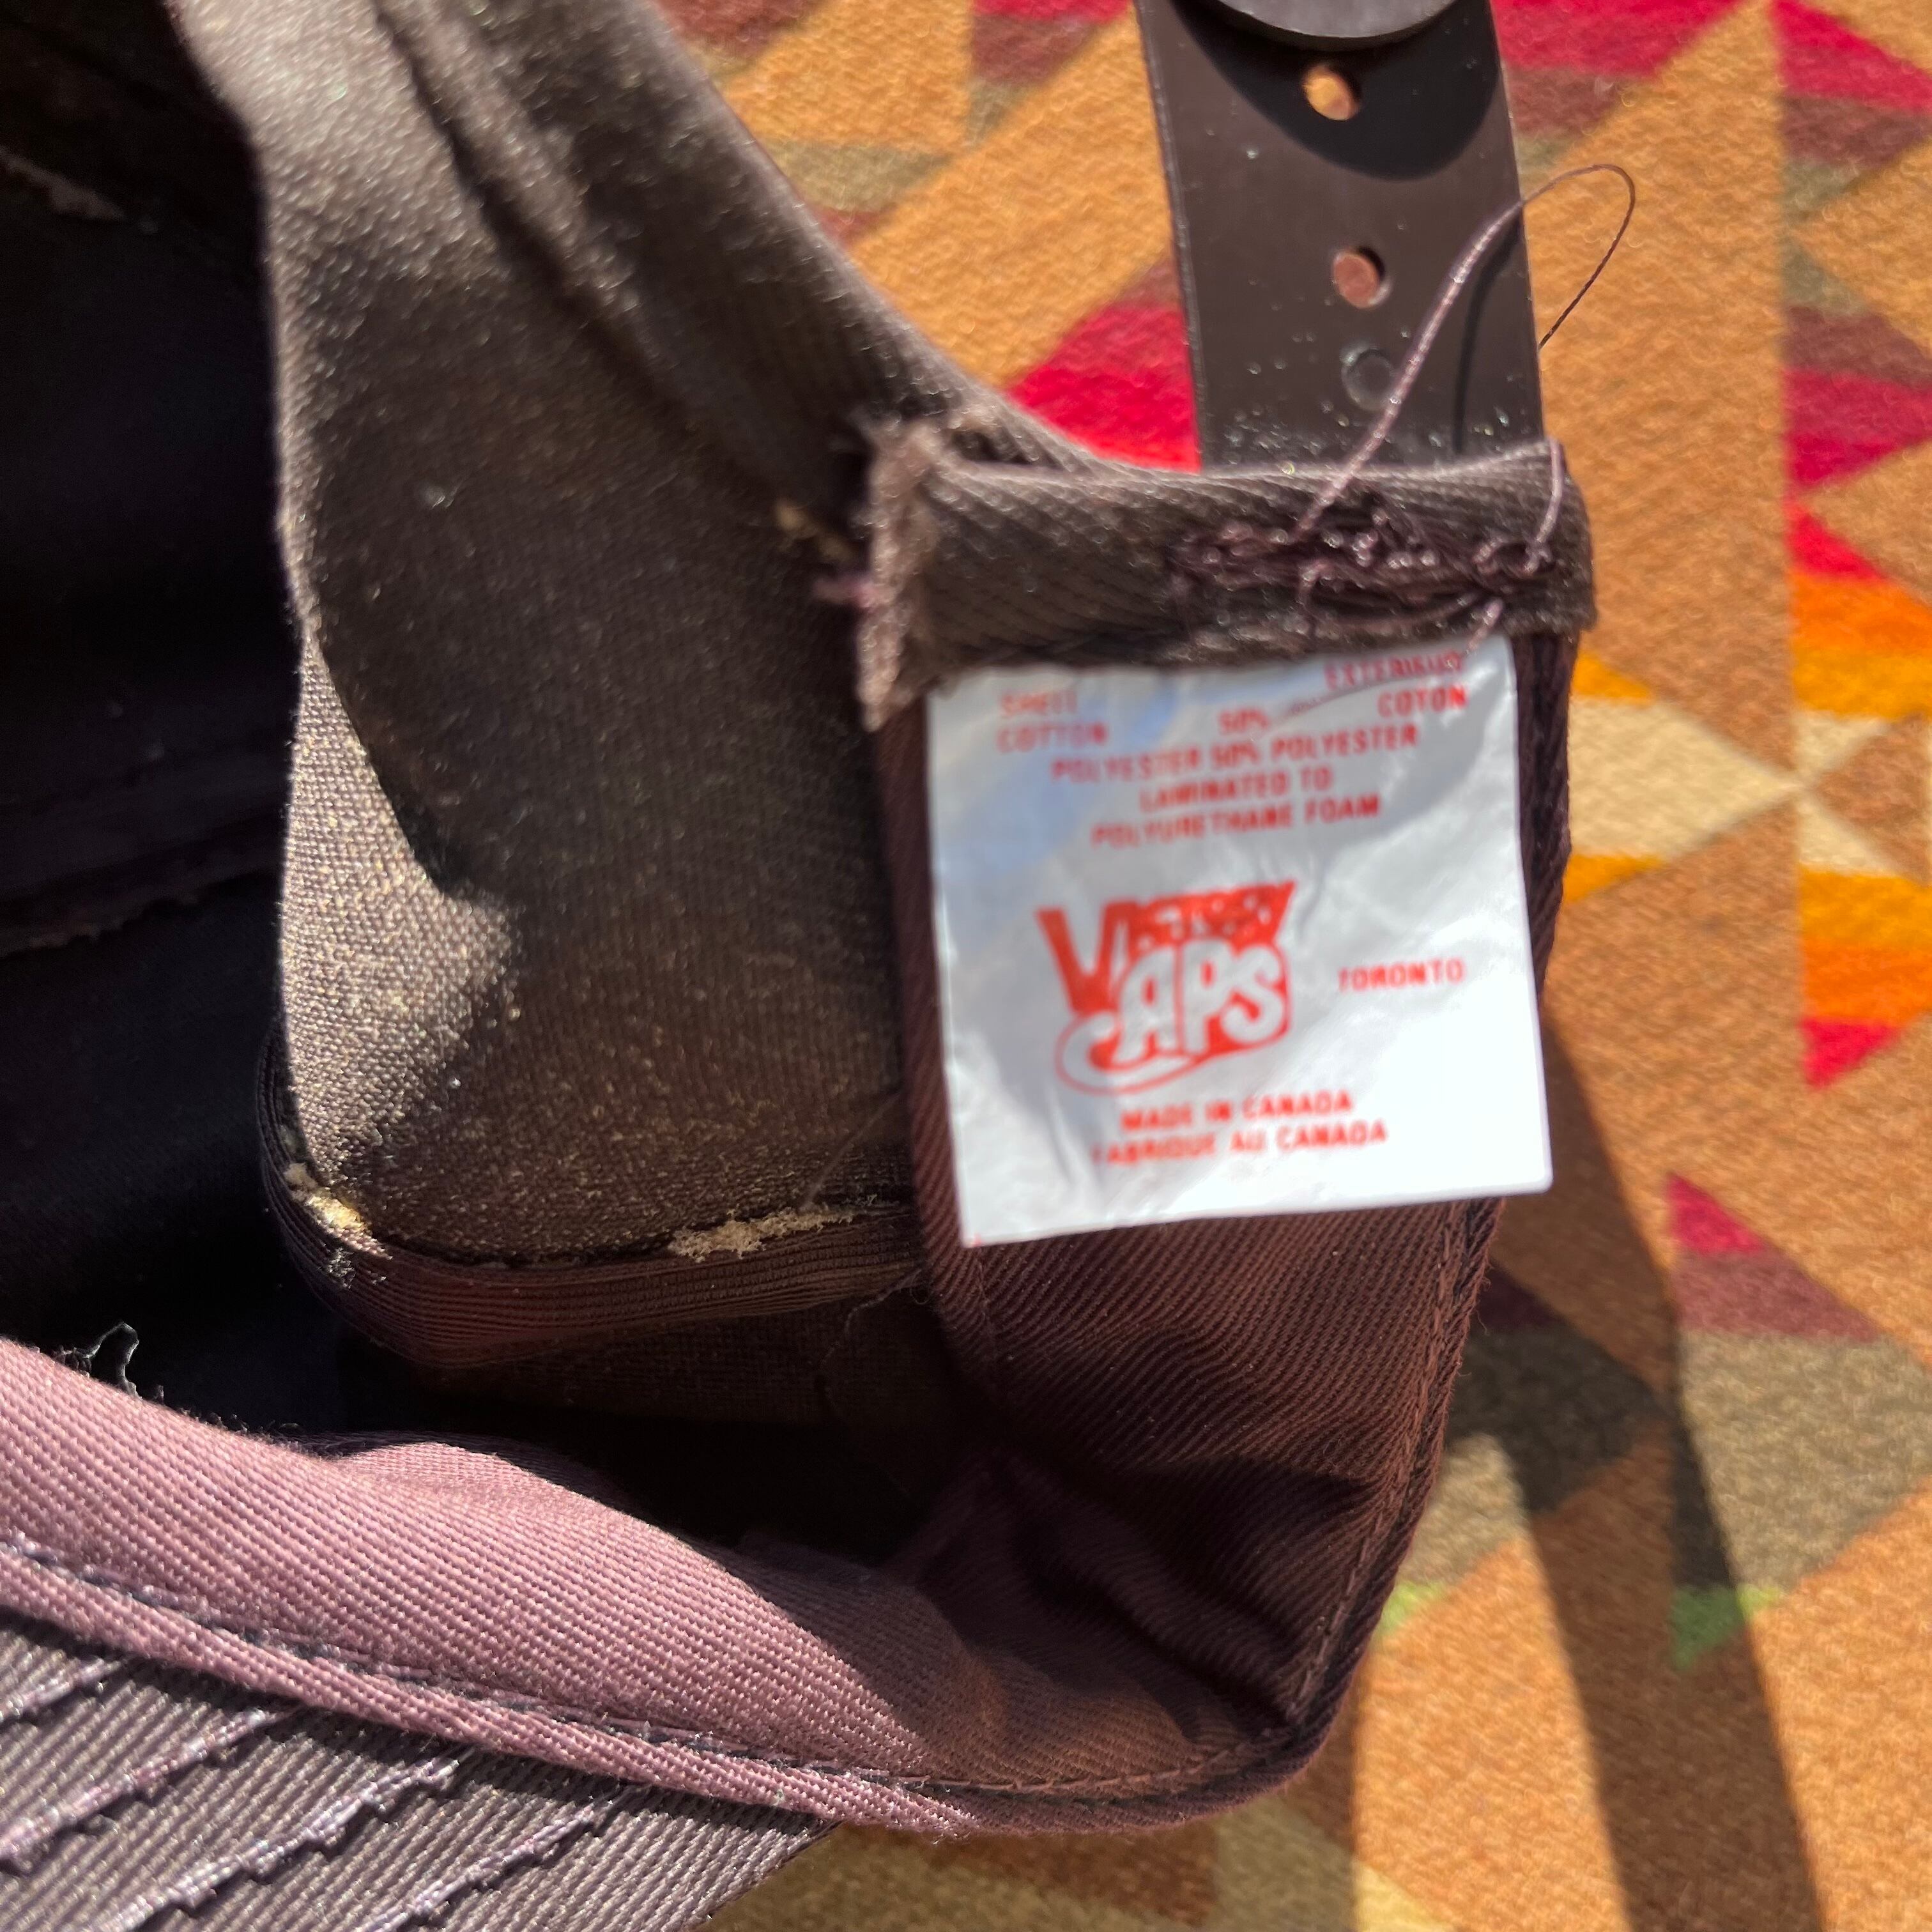 SHELL EXTERIEUR
COTTON 50% COTON
POLYESTER 50% POLYESTER
LAMINATED TO
POLYURETHANE FOAM
VICTORY
CAPS TORONTO
MADE IN CANADA
FABRIQUE AU CANADA